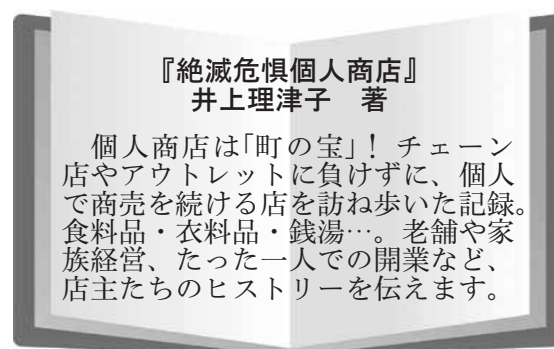 『絶滅危惧個人商店』
井上理津子　著
　個人商店は「町の宝」！ チェーン
店やアウトレットに負けずに、個人
で商売を続ける店を訪ね歩いた記録。
食料品・衣料品・銭湯…。老舗や家
族経営、たった一人での開業など、
店主たちのヒストリーを伝えます。